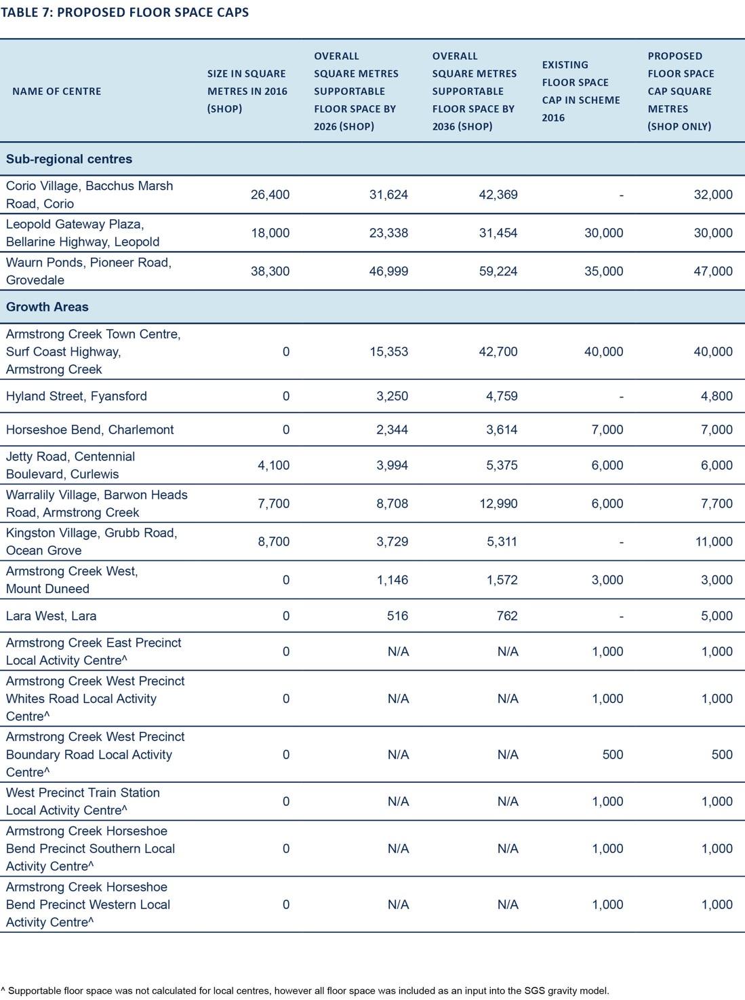 TABLE 7: PROPOSED FLOOR SPACE CAPS
NAME OF CENTRE
SIZE IN SQUARE
METRES IN 2016
(SHOP)
OVERALL
SQUARE METRES
SUPPORTABLE
FLOOR SPACE BY
2026 (SHOP)
OVERALL
SQUARE METRES
SUPPORTABLE
FLOOR SPACE BY
2036 (SHOP)
EXISTING
FLOOR SPACE
CAP IN SCHEME
2016
PROPOSED
FLOOR SPACE
CAP SQUARE
METRES
(SHOP ONLY)
Sub-regional centres
Corio Village, Bacchus Marsh
Road, Corio
26,400 31,624 42,369 - 32,000
Leopold Gateway Plaza,
Bellarine Highway, Leopold
18,000 23,338 31,454 30,000 30,000
Waurn Ponds, Pioneer Road,
Grovedale
38,300 46,999 59,224 35,000 47,000
Growth Areas
Armstrong Creek Town Centre,
Surf Coast Highway,
Armstrong Creek
0 15,353 42,700 40,000 40,000
Hyland Street, Fyansford 0 3,250 4,759 - 4,800
Horseshoe Bend, Charlemont 0 2,344 3,614 7,000 7,000
Jetty Road, Centennial
Boulevard, Curlewis
4,100 3,994 5,375 6,000 6,000
Warralily Village, Barwon Heads
Road, Armstrong Creek
7,700 8,708 12,990 6,000 7,700
Kingston Village, Grubb Road,
Ocean Grove
8,700 3,729 5,311 - 11,000
Armstrong Creek West,
Mount Duneed
0 1,146 1,572 3,000 3,000
Lara West, Lara 0 516 762 - 5,000
Armstrong Creek East Precinct
Local Activity Centre^
0 N/A N/A 1,000 1,000
Armstrong Creek West Precinct
Whites Road Local Activity
Centre^
0 N/A N/A 1,000 1,000
Armstrong Creek West Precinct
Boundary Road Local Activity
Centre^
0 N/A N/A 500 500
West Precinct Train Station
Local Activity Centre^
0 N/A N/A 1,000 1,000
Armstrong Creek Horseshoe
Bend Precinct Southern Local
Activity Centre^
0 N/A N/A 1,000 1,000
Armstrong Creek Horseshoe
Bend Precinct Western Local
Activity Centre^
0 N/A N/A 1,000 1,000
^ Supportable floor space was not calculated for local centres, however all floor space was included as an input into the SGS gravity model.